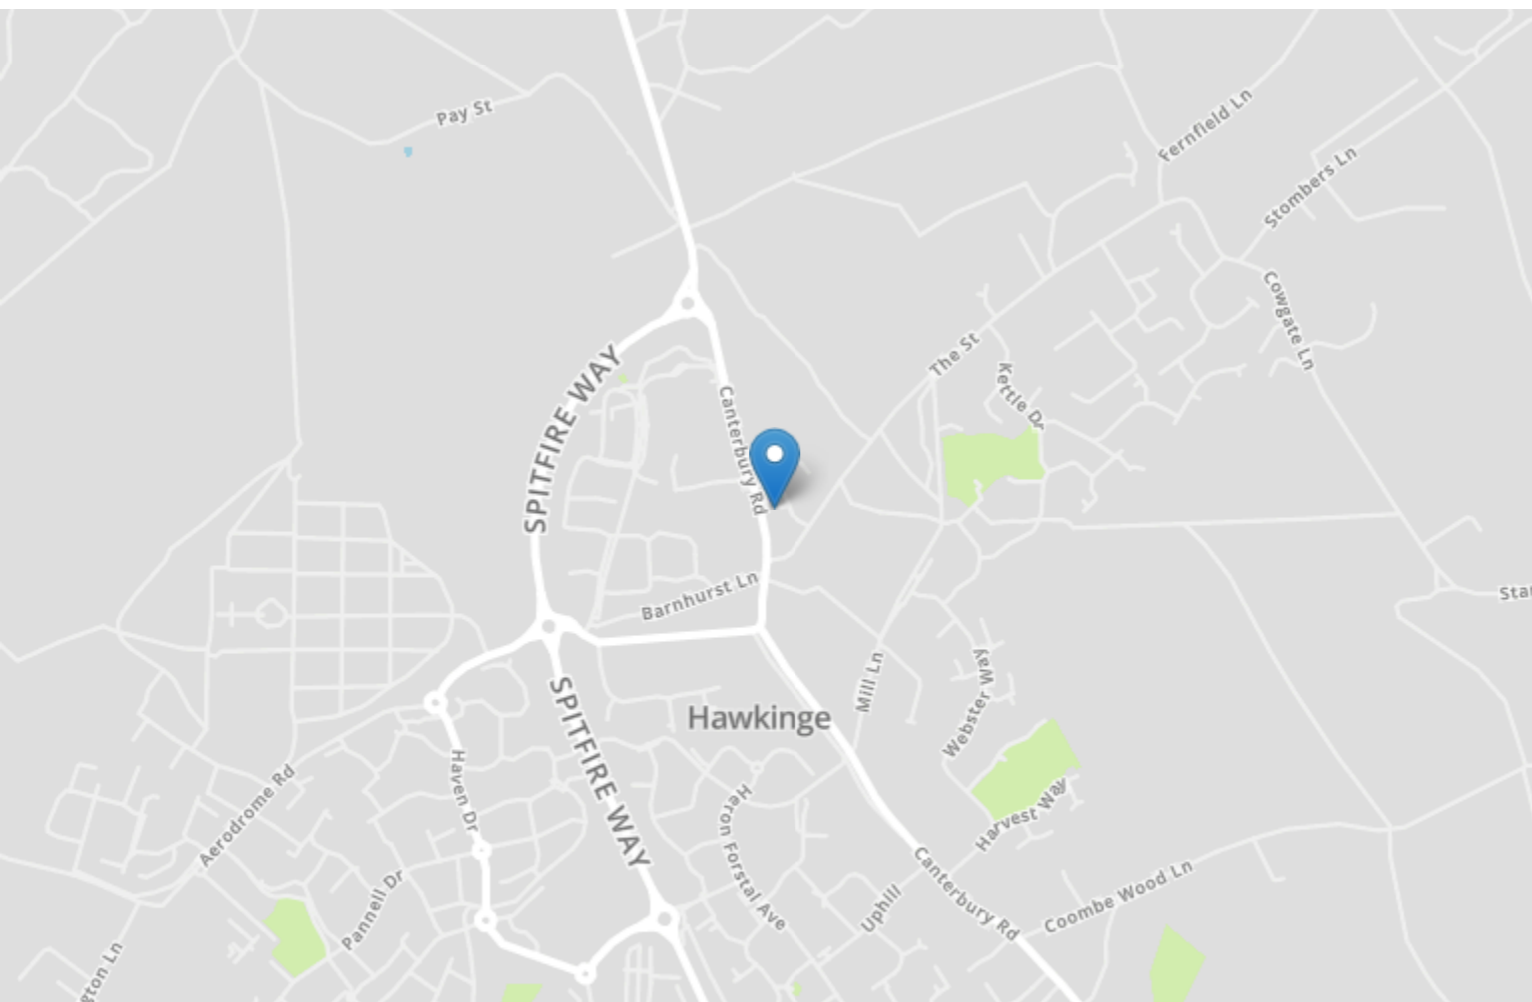 Pay St
Fernfield Ln
Stombers Ln
Cowgate Ln
The St
SPITFIRE WAY
Kettle Dr
Canterbury Rd
Barnhurst Ln
Mill Ln
Webster Way
SPITFIRE WAY
Hawkinge
Haven Dr
Aerodrome Rd
Heron Forstal Ave
Harvest Way
Pannell Dr
Uphill
Canterbury Rd
Coombe Wood Ln
gton Ln